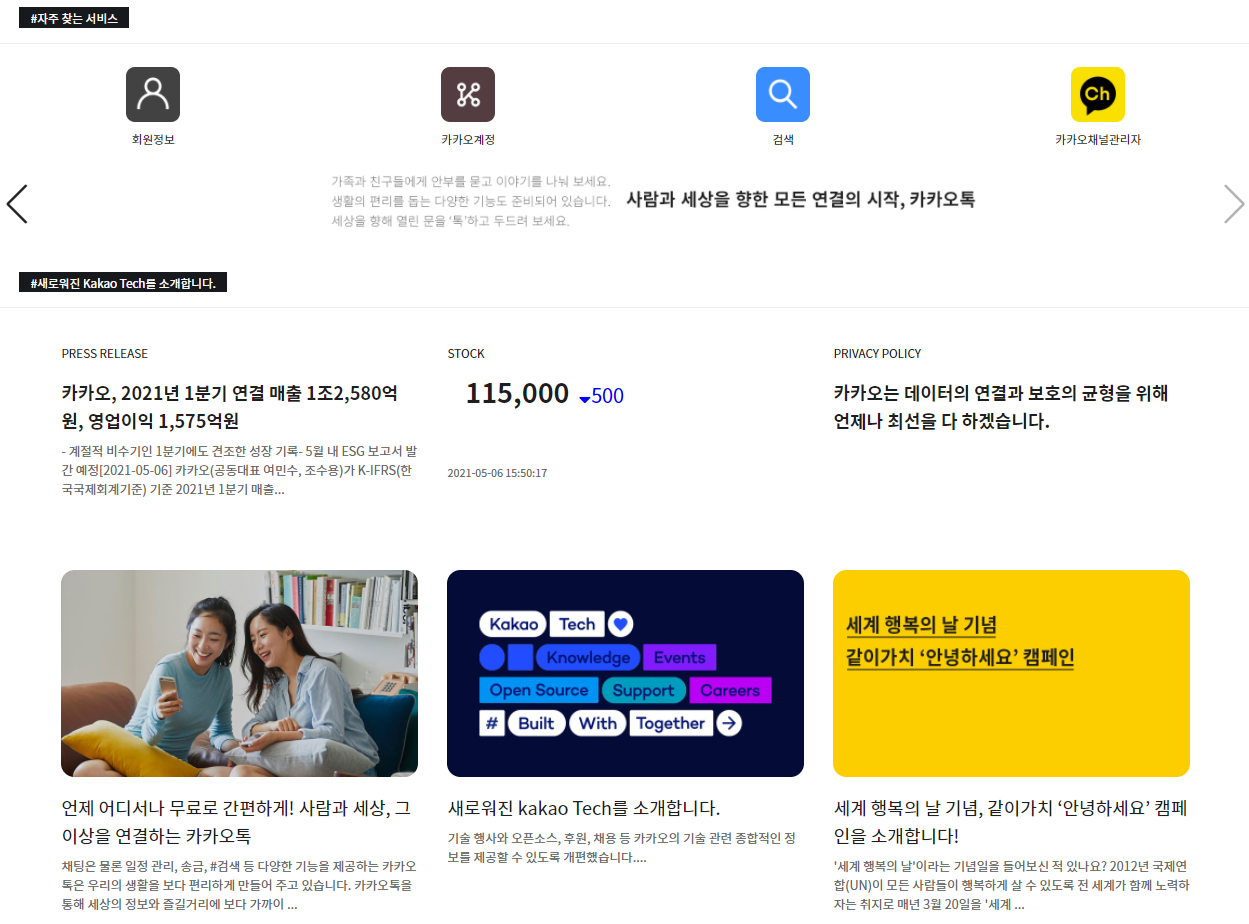 #자주 찾는 서비스
Ch
회원정보
카카오계정
검색
카카오채널관리자
가족과 친구들에게 안부를 묻고 이야기를 나눠 보세요.
생활의 편리를 돕는 다양한 기능도 준비되어 있습니다.
세상을 향해 열린 문을 ‘톡’하고 두드려 보세요.
사람과 세상을 향한 모든 연결의 시작, 카카오톡
#새로워진 Kakao Tech를 소개합니다.
PRESS RELEASE
카카오, 2021년 1분기 연결 매출 1조2,580억
원, 영업이익 1,575억원
- 계절적 비수기인 1분기에도 견조한 성장 기록- 5월 내 ESG 보고서 발
간 예정[2021-05-06] 카카오(공동대표 여민수, 조수용)가 K-IFRS(한
국국제회계기준) 기준 2021년 1분기 매출...
STOCK
115,000 500
2021-05-06 15:50:17
PRIVACY POLICY
카카오는 데이터의 연결과 보호의 균형을 위해
언제나 최선을 다 하겠습니다.
언제 어디서나 무료로 간편하게! 사람과 세상, 그
이상을 연결하는 카카오톡
채팅은 물론 일정 관리, 송금, #검색 등 다양한 기능을 제공하는 카카오
톡은 우리의 생활을 보다 편리하게 만들어 주고 있습니다. 카카오톡을
통해 세상의 정보와 즐길거리에 보다 가까이 ...
Kakao Tech
Knowledge Events
Open Source Support Careers
# Built With Together →
새로워진 kakao Tech를 소개합니다.
기술 행사와 오픈소스, 후원, 채용 등 카카오의 기술 관련 종합적인 정
보를 제공할 수 있도록 개편했습니다....
세계 행복의 날 기념
같이가치 ‘안녕하세요’ 캠페인
세계 행복의 날 기념, 같이가치 ‘안녕하세요’ 캠페
인을 소개합니다!
'세계 행복의 날'이라는 기념일을 들어보신 적 있나요? 2012년 국제연
합(UN)이 모든 사람들이 행복하게 살 수 있도록 전 세계가 함께 노력하
자는 취지로 매년 3월 20일을 '세계 ...